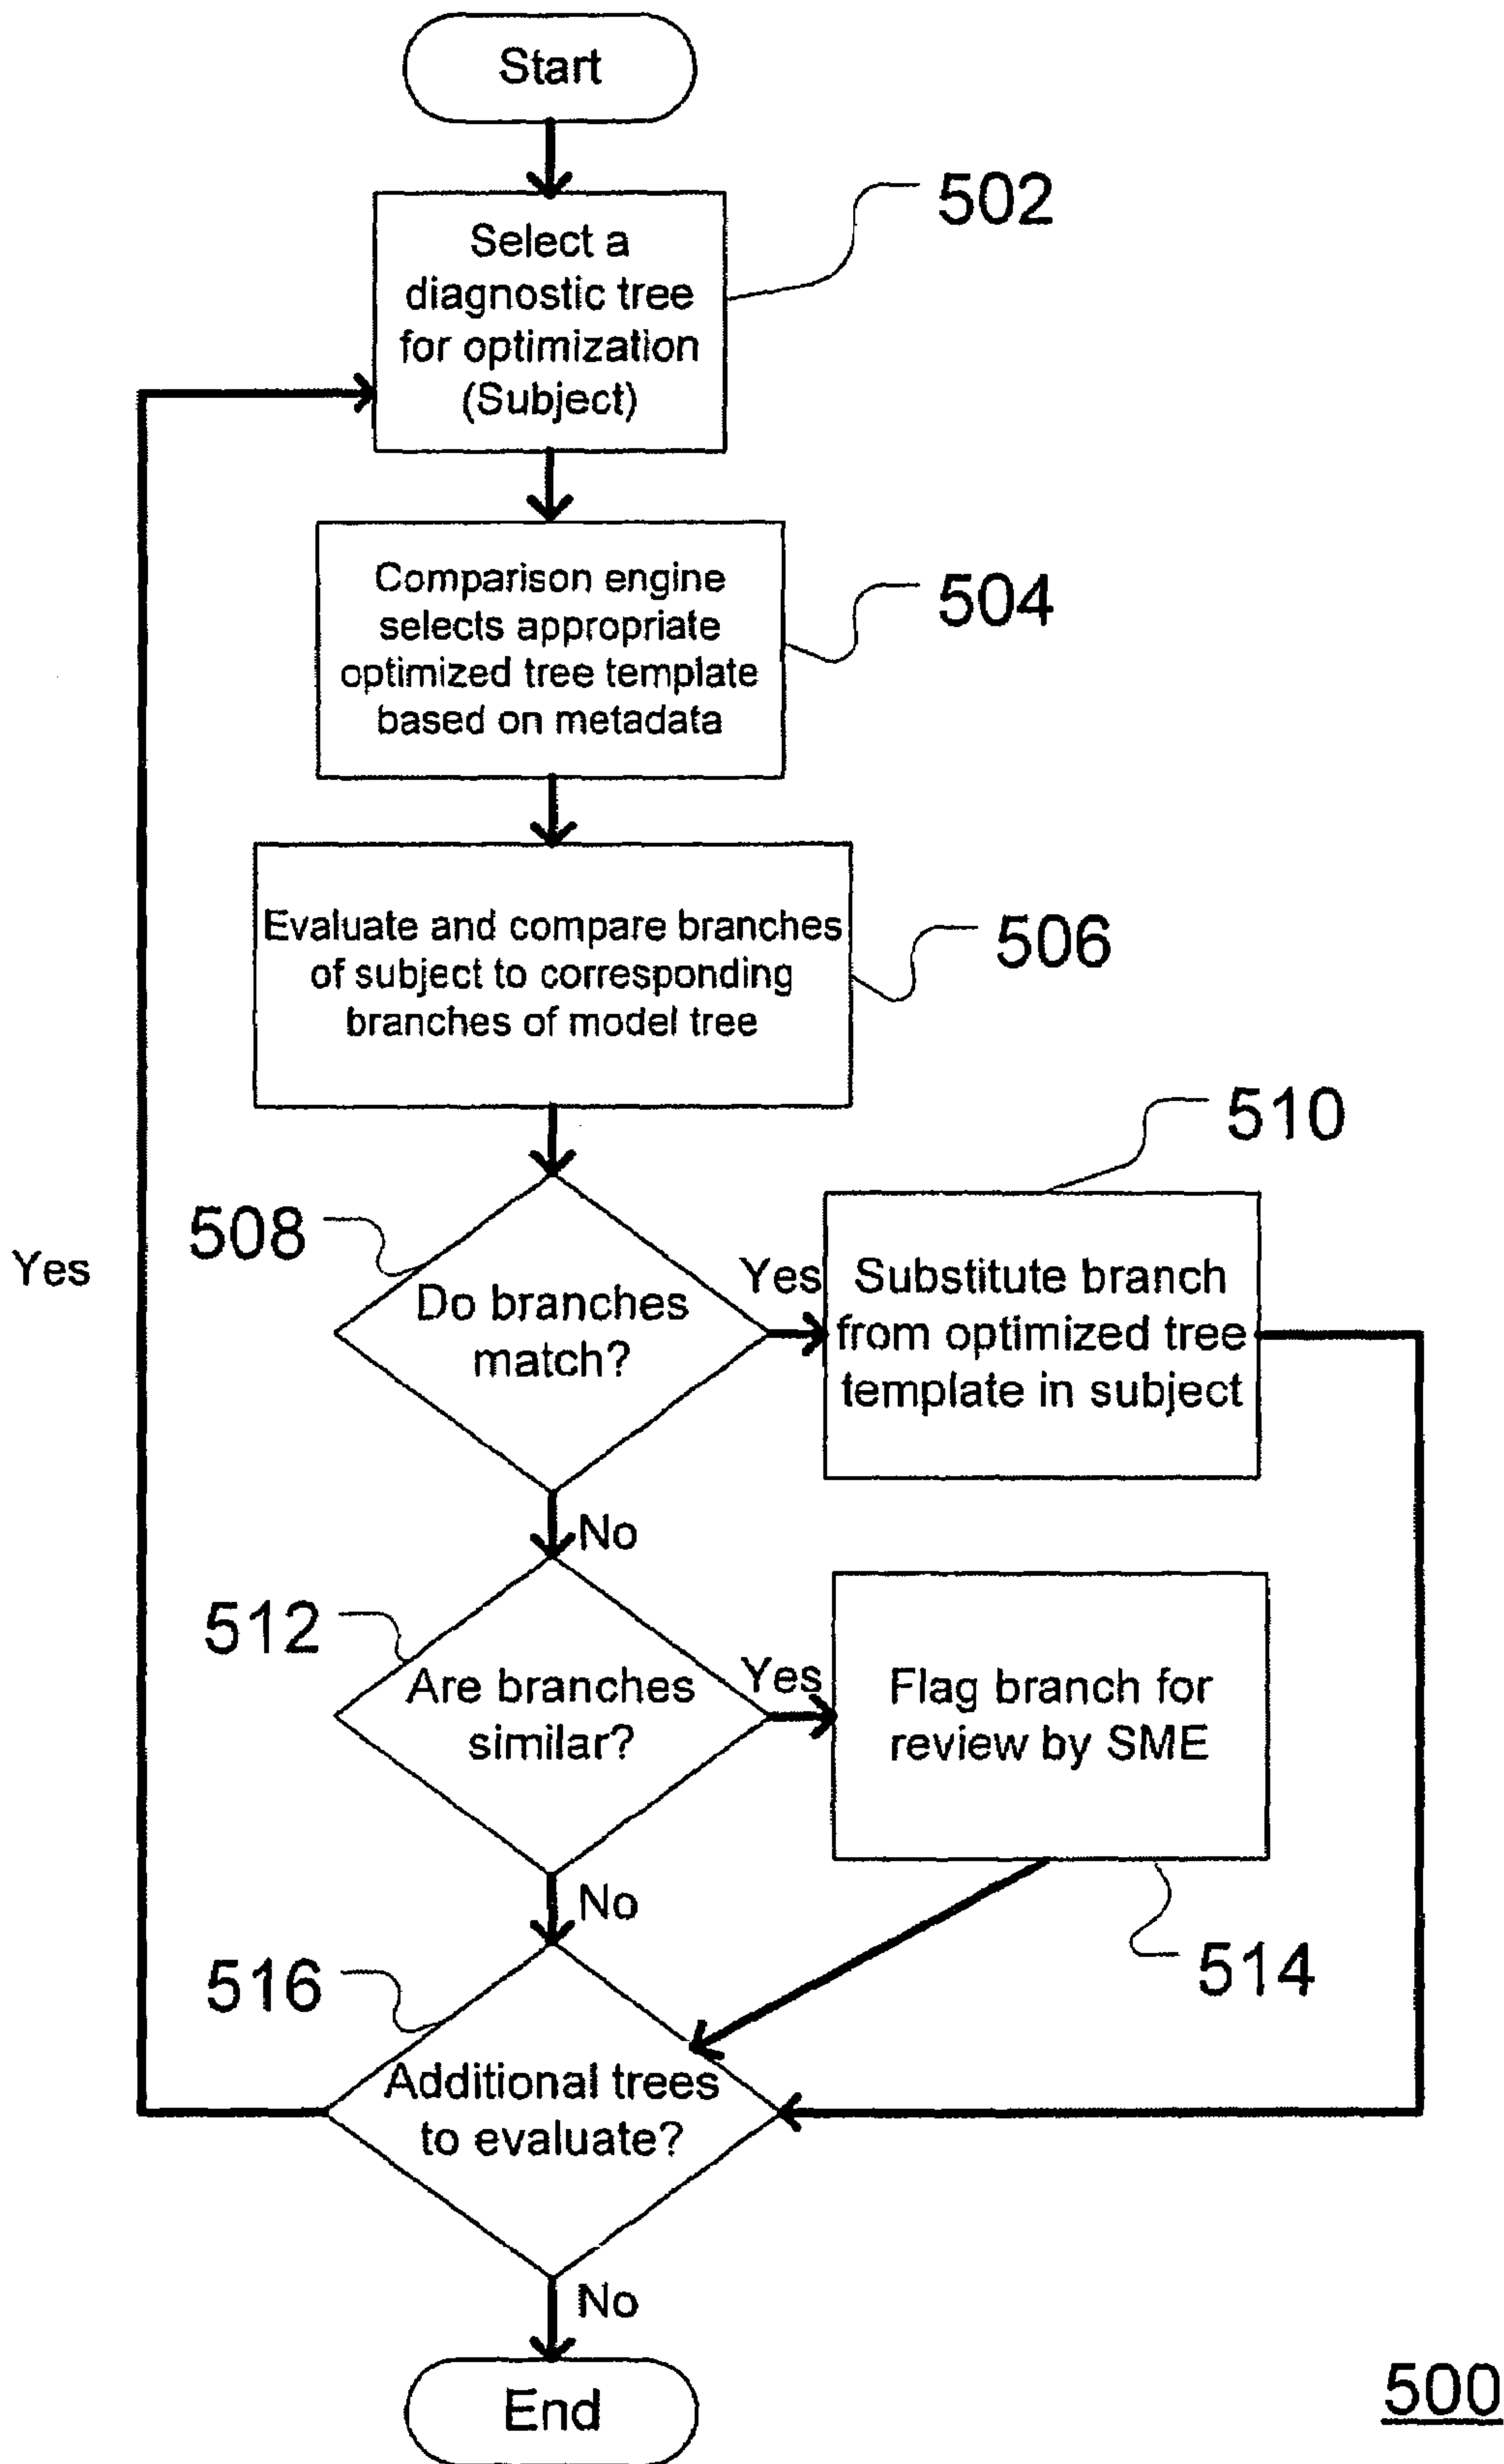 Start
Select a
diagnostic tree
for optimization
(Subject)
502
Comparison engine
selects appropriate
optimized tree template
based on metadata
504
Evaluate and compare branches
of subject to corresponding
branches of model tree
506
508
Do branches
match?
Yes
510
Substitute branch
from optimized tree
template in subject
Yes
No
512
Are branches
similar?
Yes
Flag branch for
review by SME
514
No
516
Additional trees
to evaluate?
No
End
500